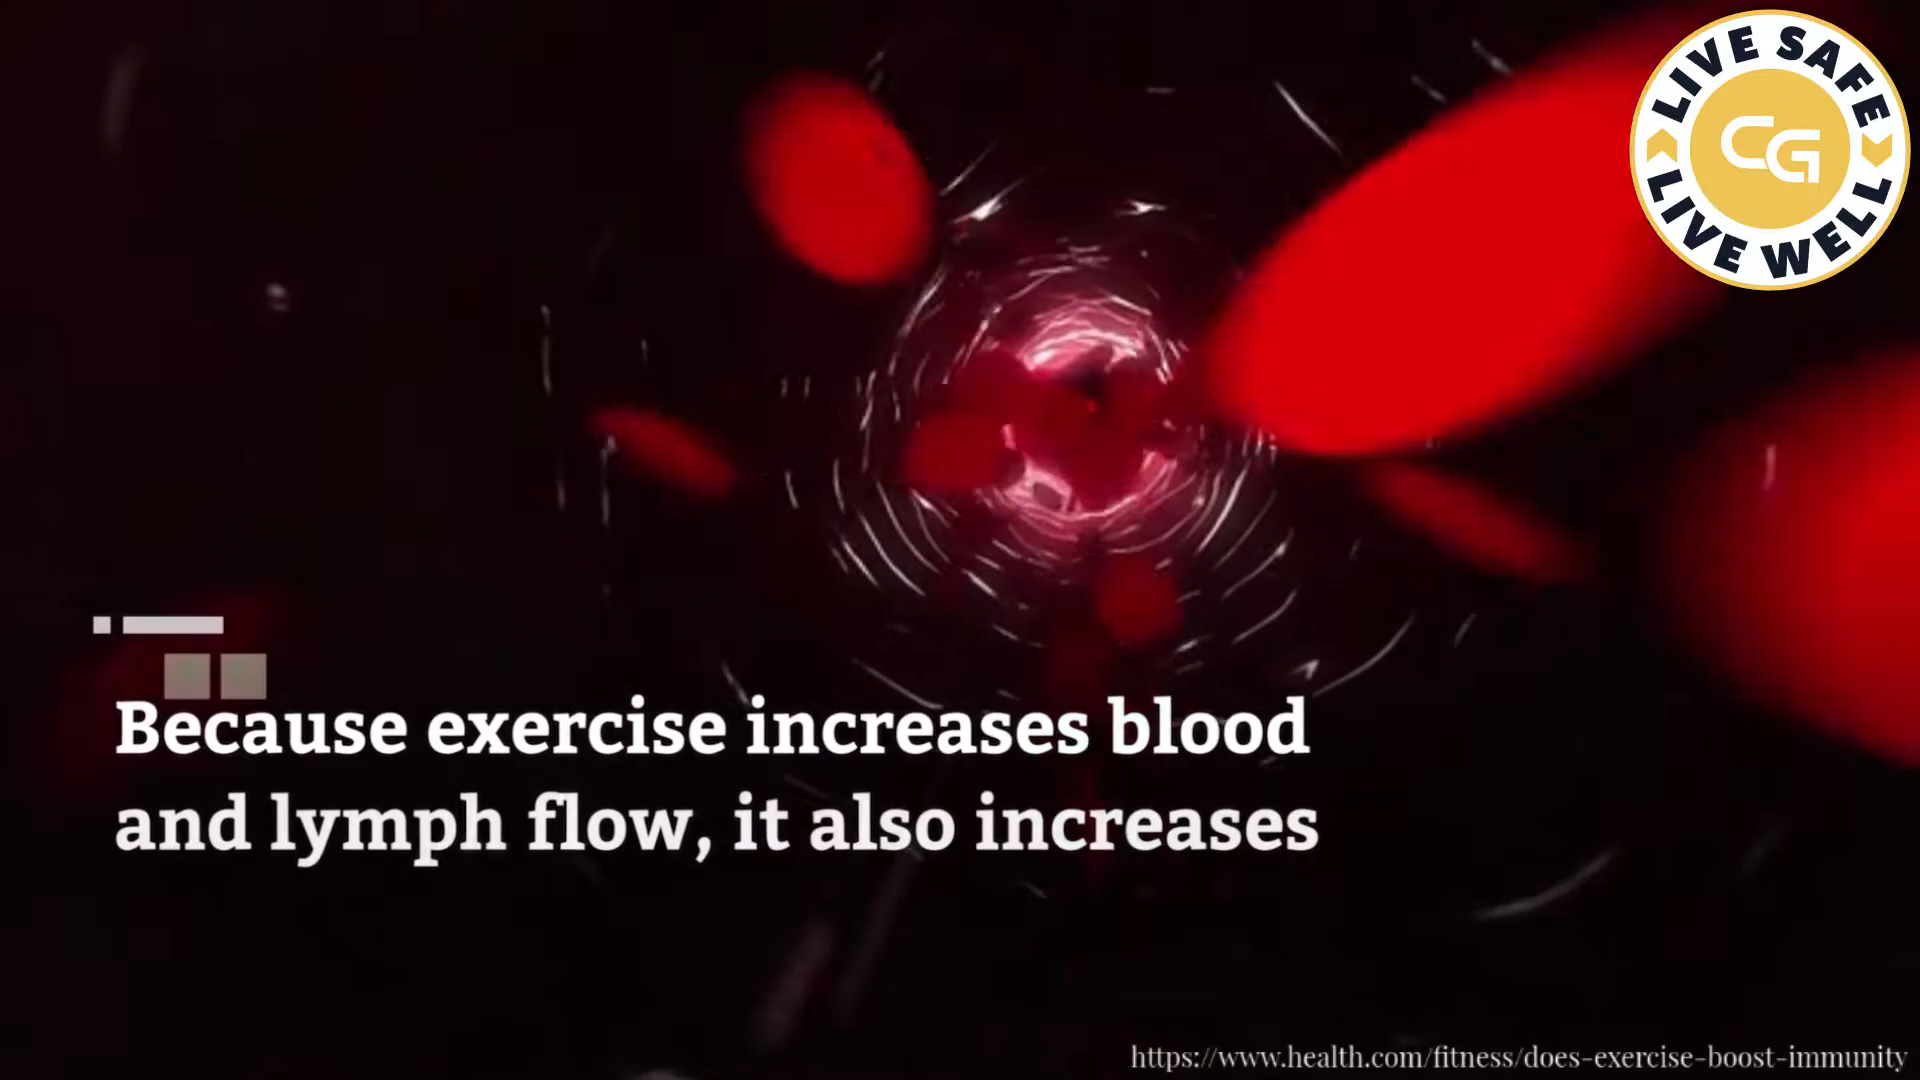 LIVE SAFE
CG
LIVE WELL
Because exercise increases blood
and lymph flow, it also increases
https://www.health.com/fitness/does-exercise-boost-immunity